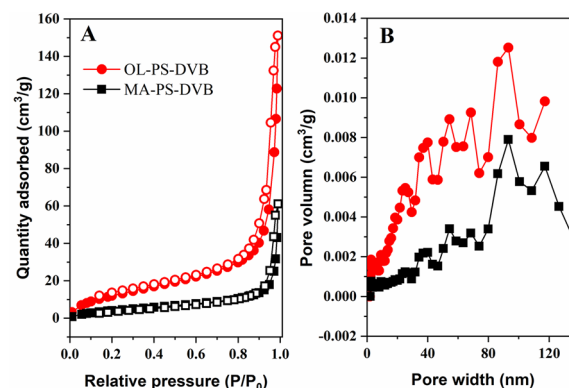 A
OL-PS-DVB
MA-PS-DVB
Quantity adsorbed (cm³/g)
160
140
120
100
80
60
40
20
0
0.0 0.2 0.4 0.6 0.8 1.0
Relative pressure (P/P₀)
B
Pore volumn (cm³/g)
0.014
0.012
0.010
0.008
0.006
0.004
0.002
0.000
-0.002
0 40 80 120
Pore width (nm)